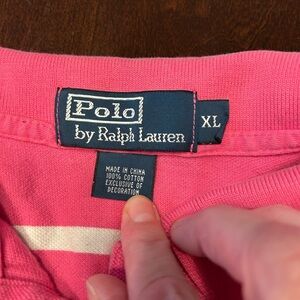 Polo
by Ralph Lauren
XL
MADE IN CHINA
100% COTTON
EXCLUSIVE OF
DECORATION